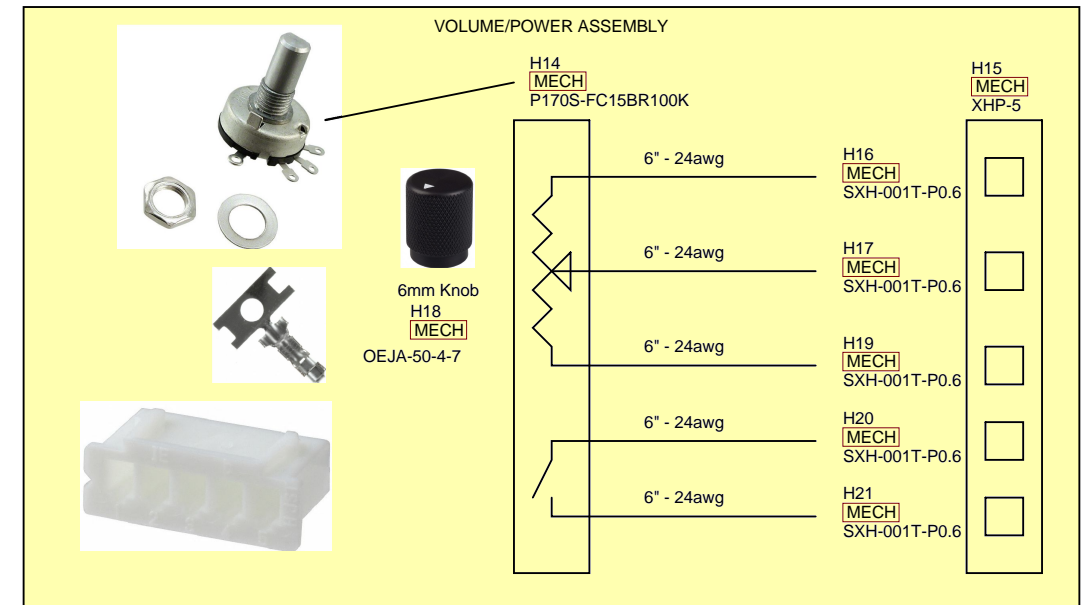 VOLUME/POWER ASSEMBLY
H14
MECH
P170S-FC15BR100K
H15
MECH
XHP-5
6" - 24awg
H16
MECH
SXH-001T-P0.6
6" - 24awg
H17
MECH
SXH-001T-P0.6
6mm Knob
H18
MECH
OEJA-50-4-7
6" - 24awg
H19
MECH
SXH-001T-P0.6
6" - 24awg
H20
MECH
SXH-001T-P0.6
6" - 24awg
H21
MECH
SXH-001T-P0.6